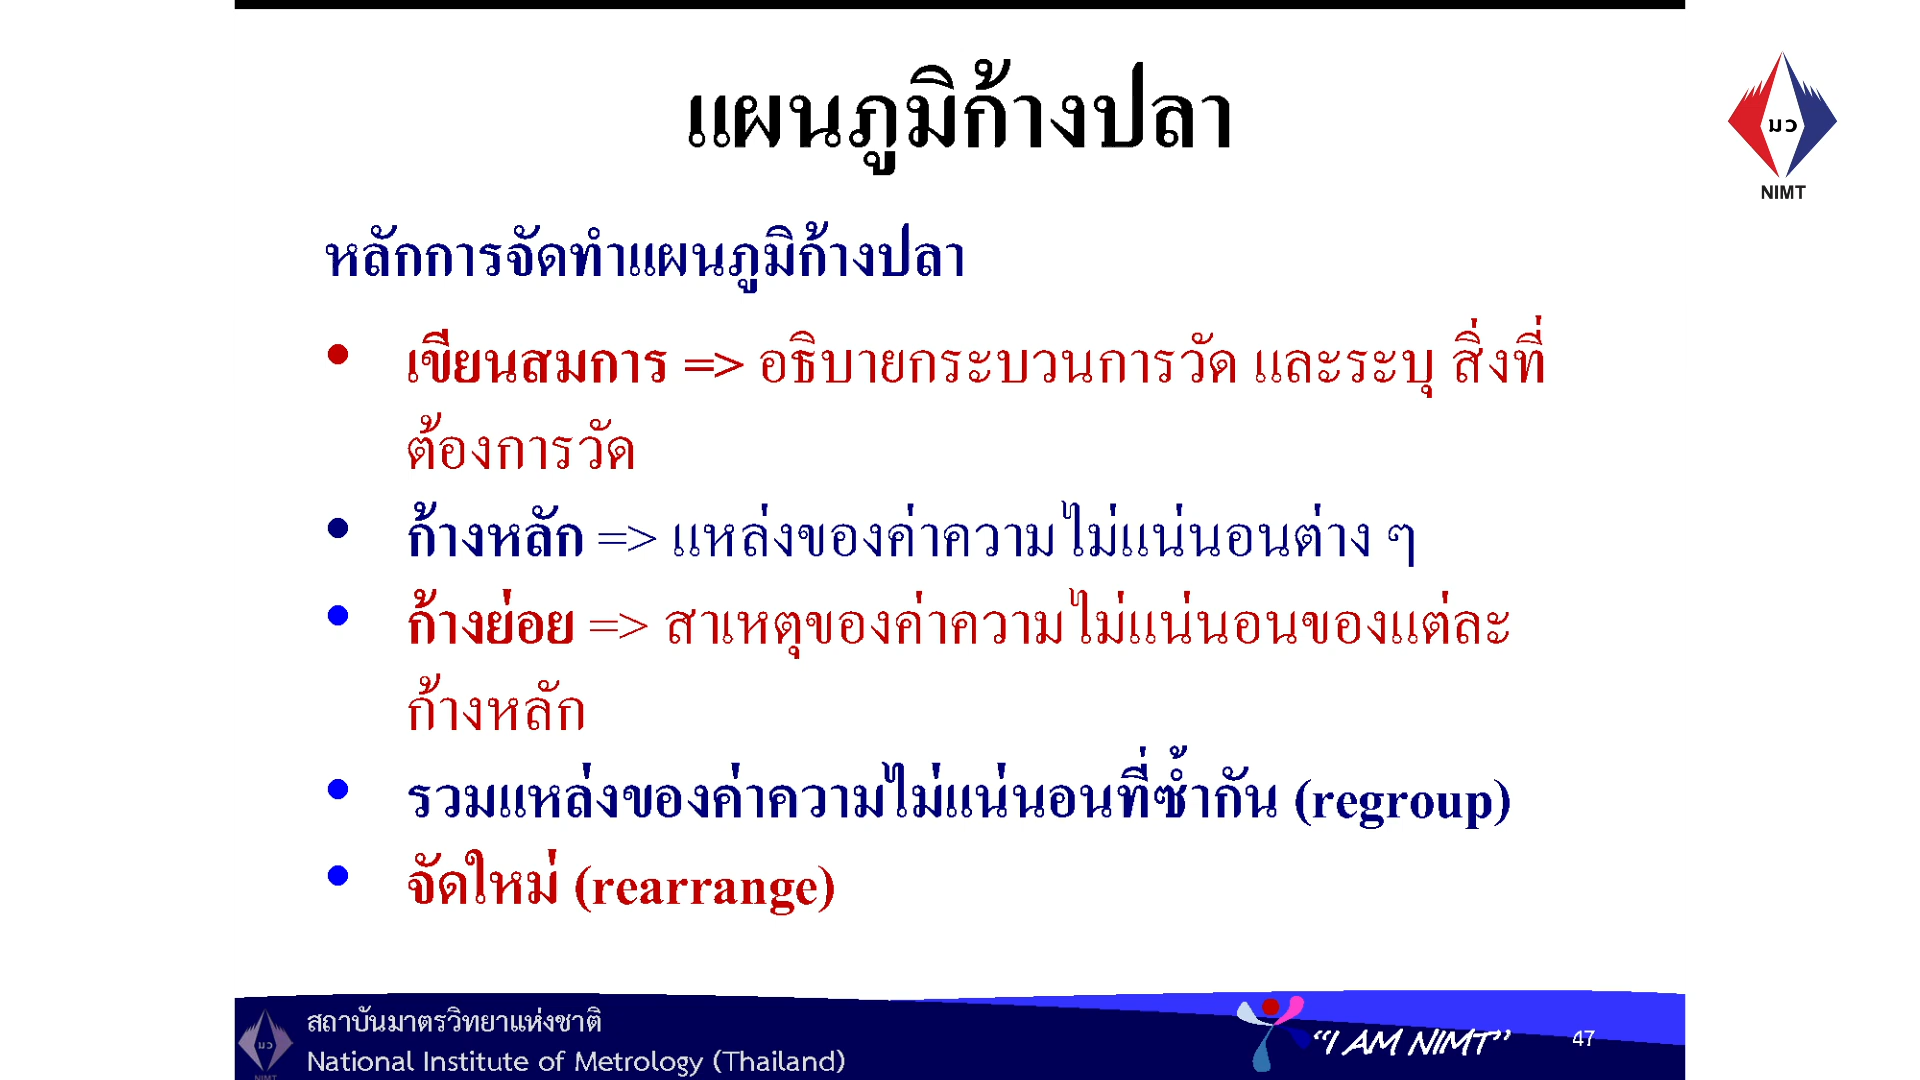 แผนภูมิก้างปลา
มว
NIMT
หลักการจัดทำแผนภูมิก้างปลา
• เขียนสมการ => อธิบายกระบวนการวัด และระบุ สิ่งที่
ต้องการวัด
• ก้างหลัก => แหล่งของค่าความไม่แน่นอนต่าง ๆ
• ก้างย่อย => สาเหตุของค่าความไม่แน่นอนของแต่ละ
ก้างหลัก
• รวมแหล่งของค่าความไม่แน่นอนที่ซ้ำกัน (regroup)
• จัดใหม่ (rearrange)
สถาบันมาตรวิทยาแห่งชาติ
National Institute of Metrology (Thailand)
มว
NIMT
“I AM NIMT”
47